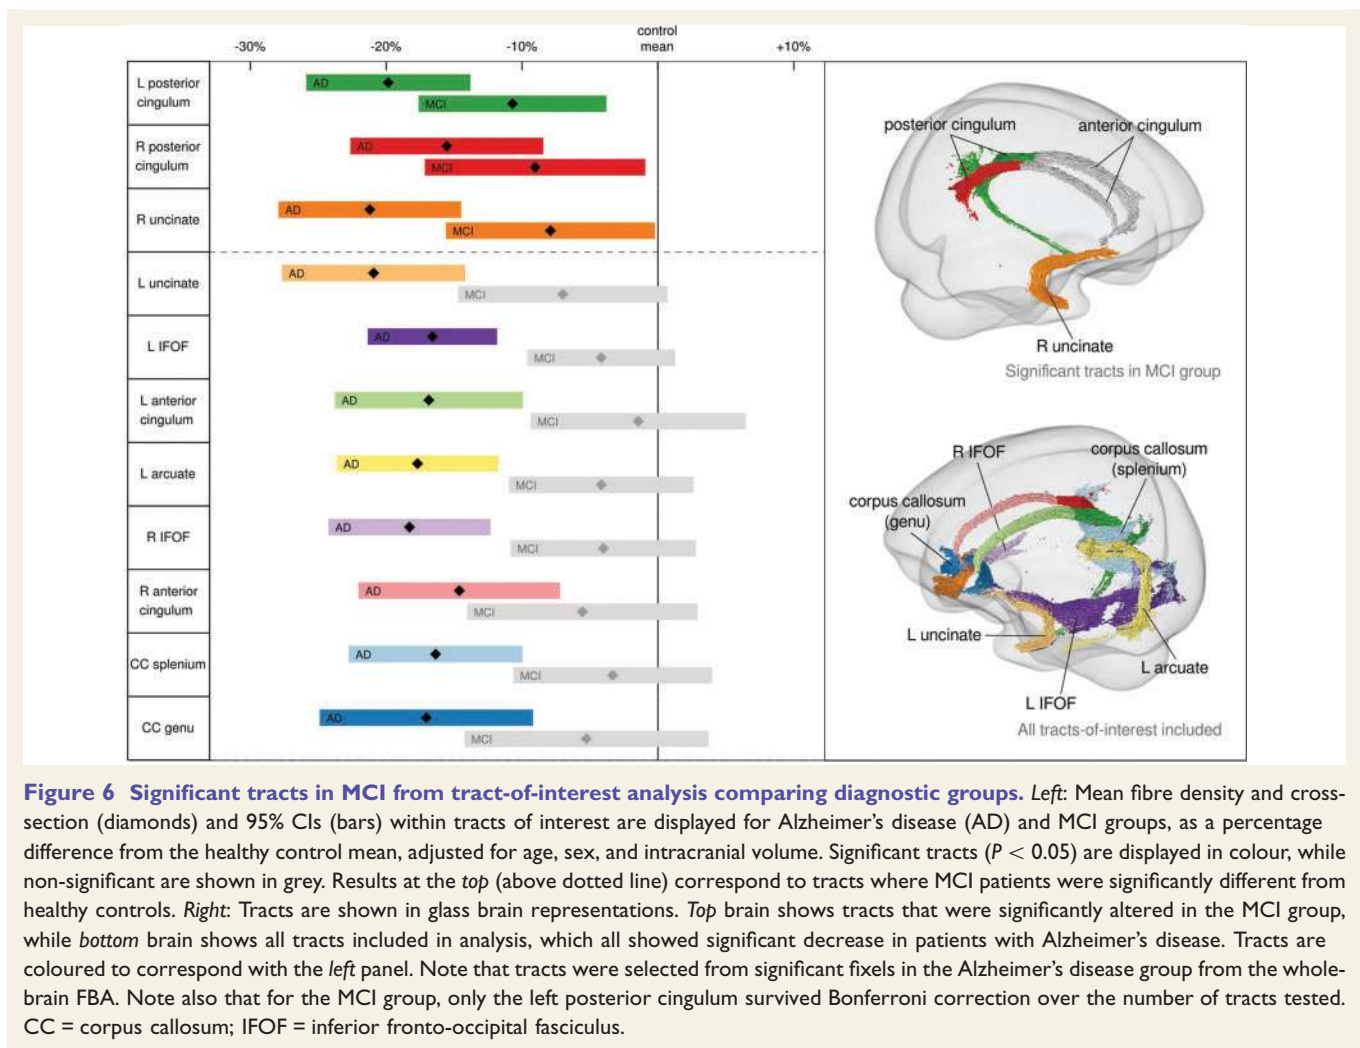 -30%
-20%
-10%
control
mean
+10%
L posterior
cingulum
AD
MCI
R posterior
cingulum
AD
MCI
R uncinate
AD
MCI
L uncinate
AD
MCI
L IFOF
AD
MCI
L anterior
cingulum
AD
MCI
L arcuate
AD
MCI
R IFOF
AD
MCI
R anterior
cingulum
AD
MCI
CC splenium
AD
MCI
CC genu
AD
MCI
posterior cingulum
anterior cingulum
R uncinate
Significant tracts in MCI group
R IFOF
corpus callosum
(splenium)
corpus callosum
(genu)
L uncinate
L arcuate
L IFOF
All tracts-of-interest included
Figure 6 Significant tracts in MCI from tract-of-interest analysis comparing diagnostic groups. Left: Mean fibre density and cross-
section (diamonds) and 95% CIs (bars) within tracts of interest are displayed for Alzheimer's disease (AD) and MCI groups, as a percentage
difference from the healthy control mean, adjusted for age, sex, and intracranial volume. Significant tracts (P < 0.05) are displayed in colour, while
non-significant are shown in grey. Results at the top (above dotted line) correspond to tracts where MCI patients were significantly different from
healthy controls. Right: Tracts are shown in glass brain representations. Top brain shows tracts that were significantly altered in the MCI group,
while bottom brain shows all tracts included in analysis, which all showed significant decrease in patients with Alzheimer's disease. Tracts are
coloured to correspond with the left panel. Note that tracts were selected from significant fixels in the Alzheimer's disease group from the whole-
brain FBA. Note also that for the MCI group, only the left posterior cingulum survived Bonferroni correction over the number of tracts tested.
CC = corpus callosum; IFOF = inferior fronto-occipital fasciculus.